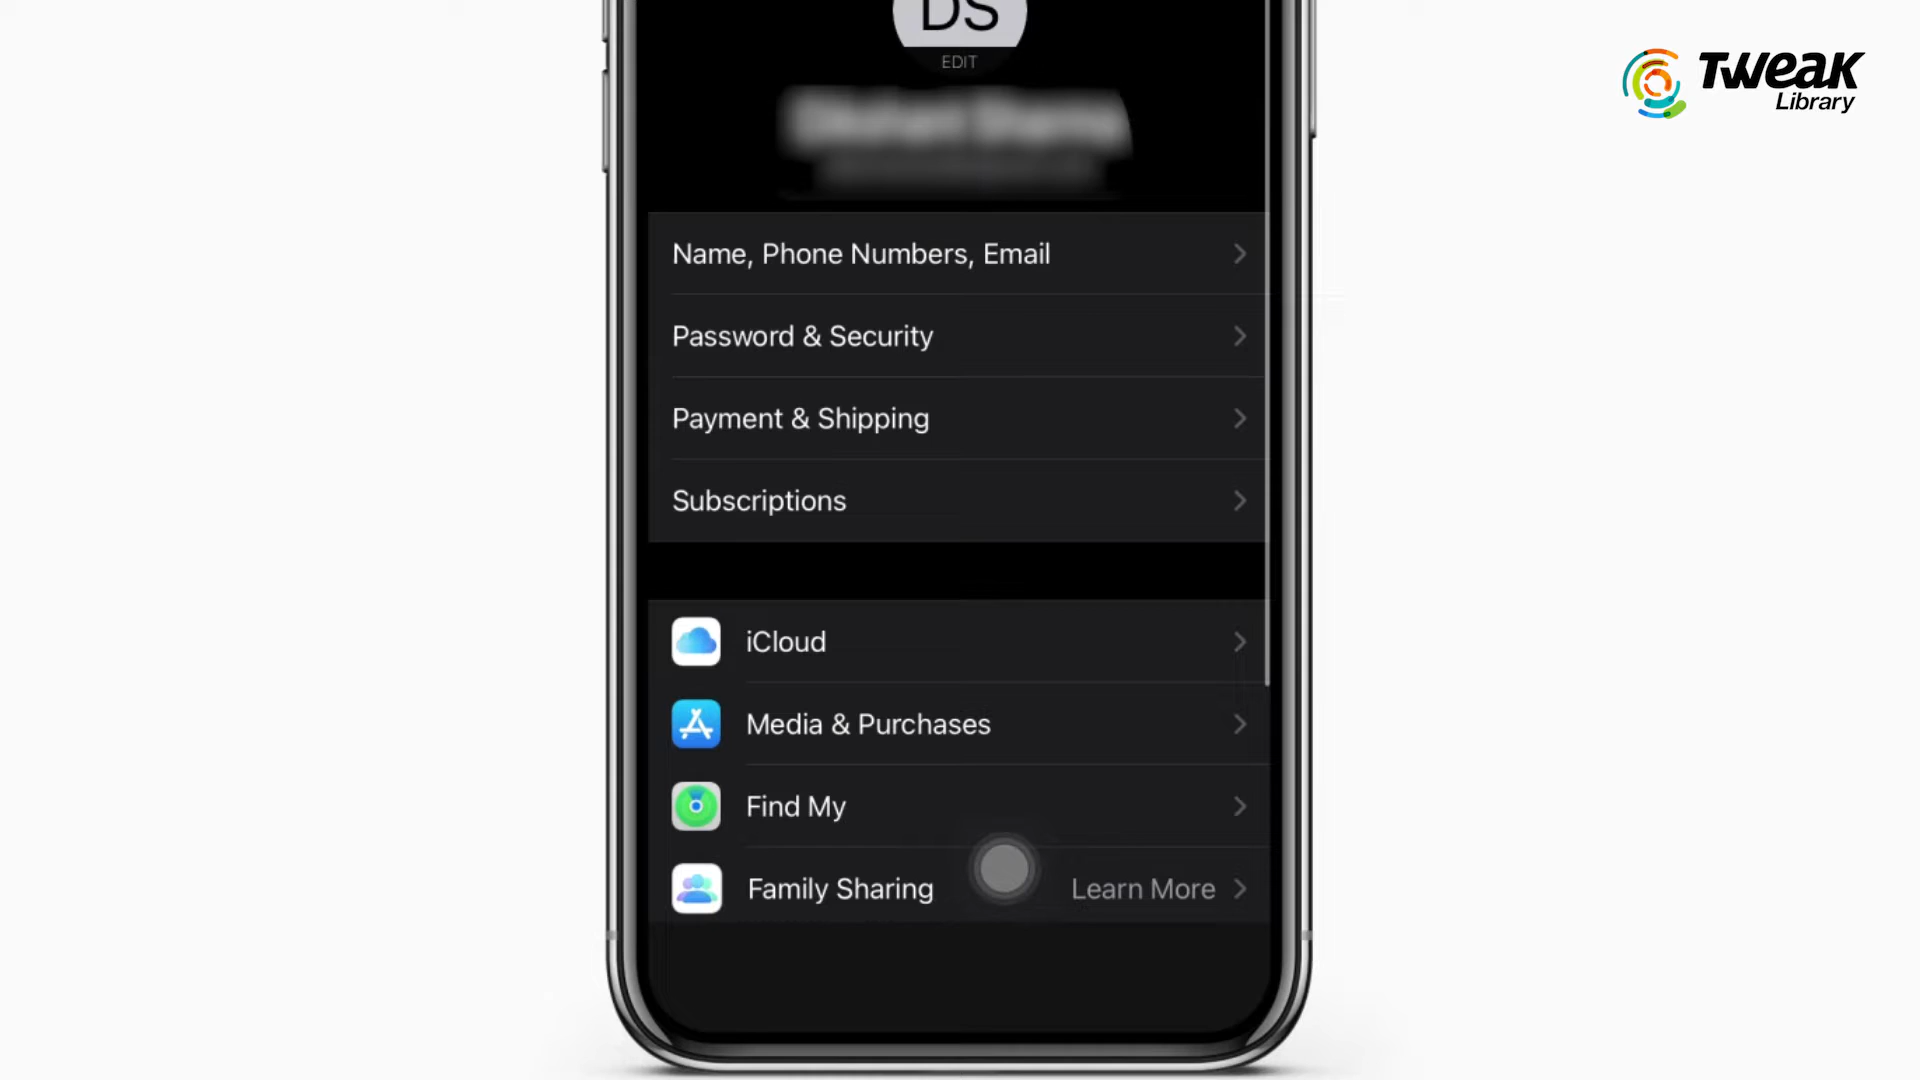 DS
EDIT
TWEAK
Library
Name, Phone Numbers, Email
Password & Security
Payment & Shipping
Subscriptions
iCloud
Media & Purchases
Find My
Family Sharing Learn More